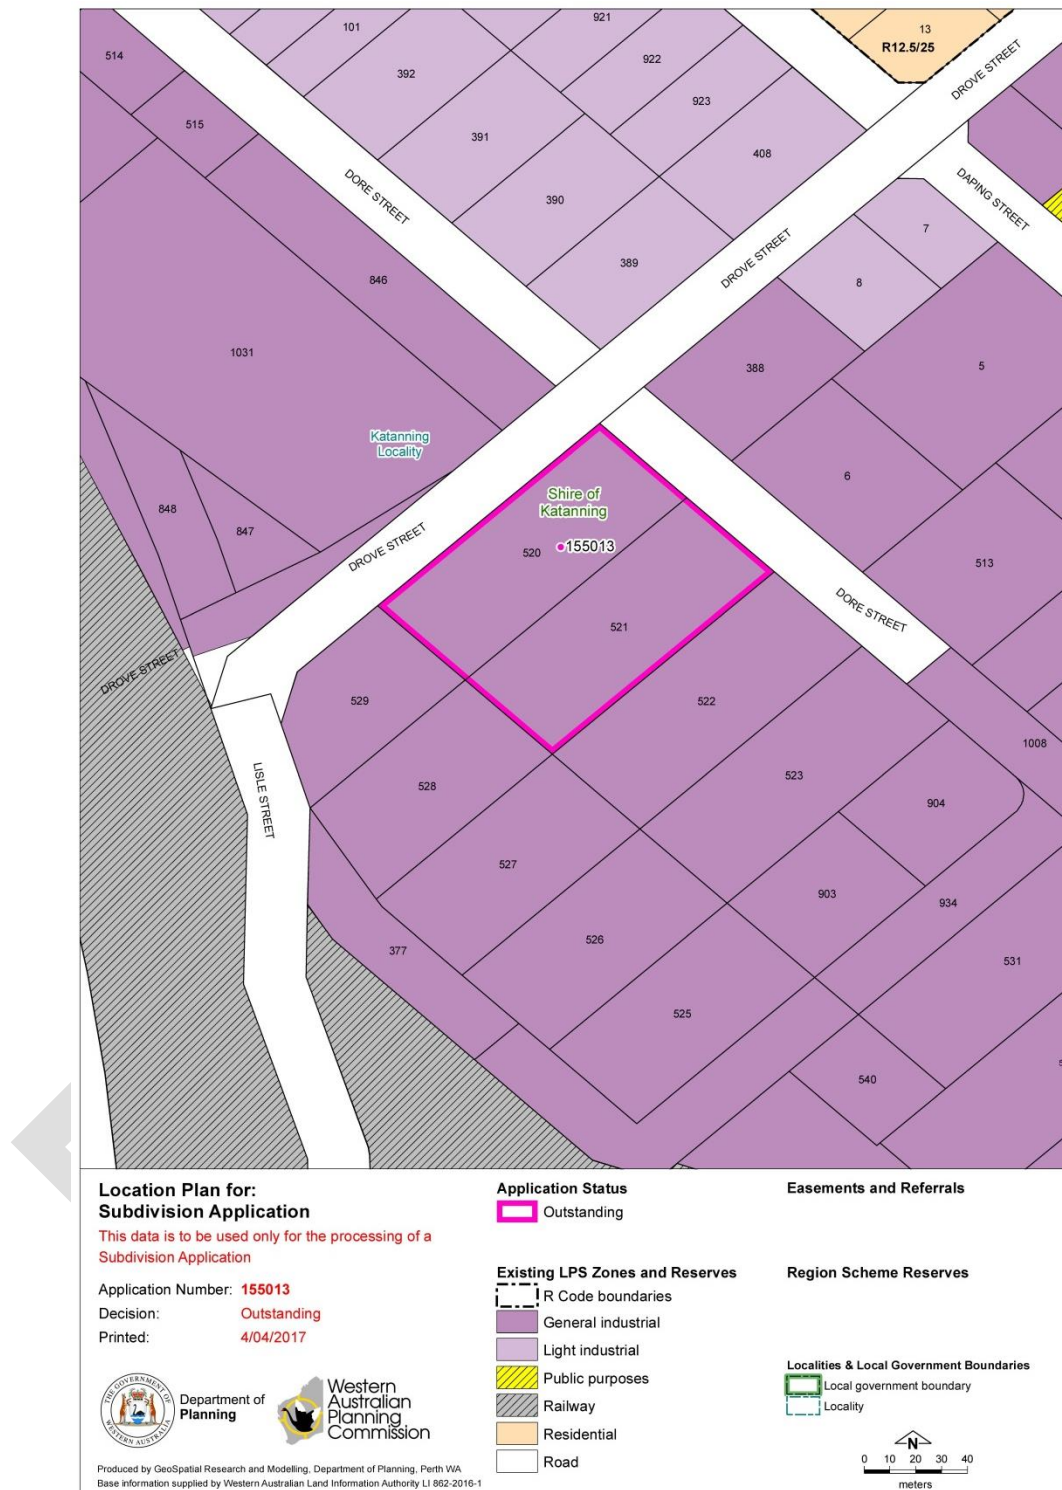 921
101
13
R12.5/25
514
922
392
DROVE STREET
923
515
391
408
DORE STREET
DAPING STREET
390
7
389
DROVE STREET
846
8
1031
388
5
Katanning
Locality
6
Shire of
Katanning
848
847
DROVE STREET
520
155013
513
DORE STREET
521
DROVE STREET
529
522
1008
LISLE STREET
528
523
904
527
903
934
377
526
531
525
540
Location Plan for:
Subdivision Application
This data is to be used only for the processing of a
Subdivision Application
Application Number: 155013
Decision: Outstanding
Printed: 4/04/2017
THE GOVERNMENT OF
WESTERN AUSTRALIA
Department of
Planning
Western
Australian
Planning
Commission
Produced by GeoSpatial Research and Modelling, Department of Planning, Perth WA
Base information supplied by Western Australian Land Information Authority LI 862-2016-1
Application Status
Outstanding
Existing LPS Zones and Reserves
R Code boundaries
General industrial
Light industrial
Public purposes
Railway
Residential
Road
Easements and Referrals
Region Scheme Reserves
Localities & Local Government Boundaries
Local government boundary
Locality
N
0 10 20 30 40
meters